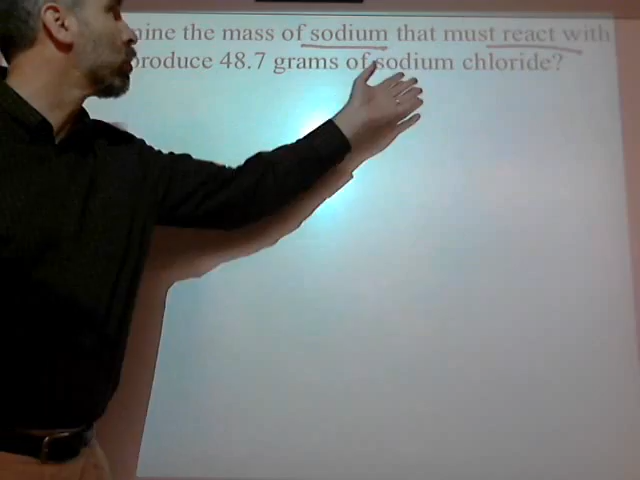 mine the mass of sodium that must react with
produce 48.7 grams of sodium chloride?